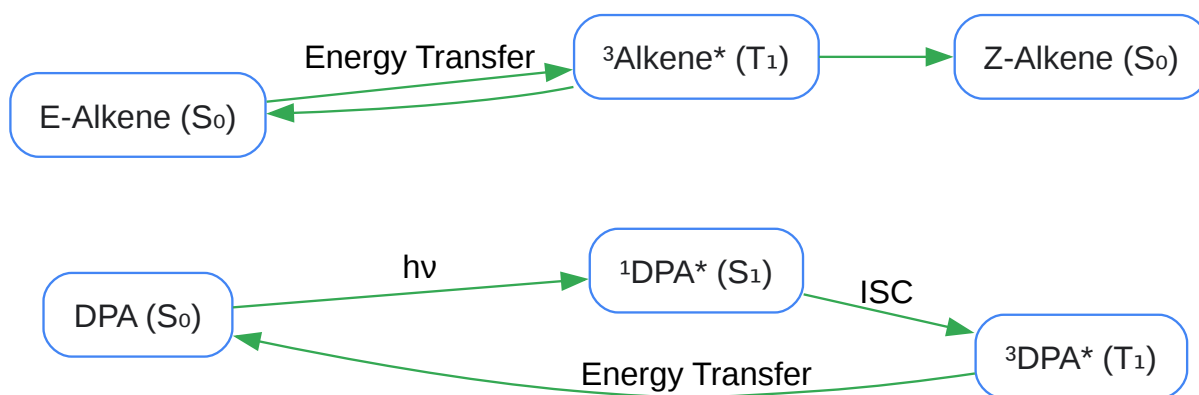 Energy Transfer
³Alkene* (T₁)
Z-Alkene (S₀)
E-Alkene (S₀)
hν
¹DPA* (S₁)
ISC
DPA (S₀)
³DPA* (T₁)
Energy Transfer